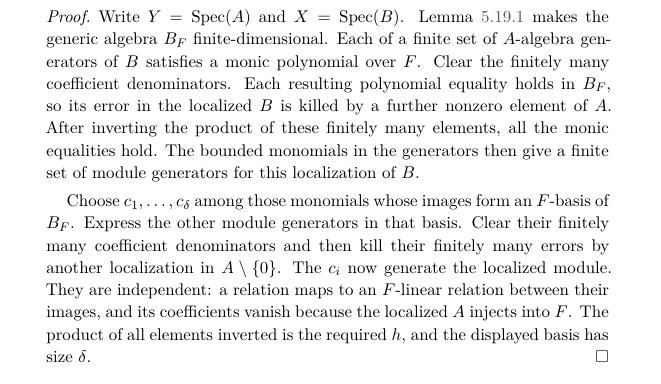 Proof. Write Y = Spec(A) and X = Spec(B). Lemma 5.19.1 makes the
generic algebra B_F finite-dimensional. Each of a finite set of A-algebra gen-
erators of B satisfies a monic polynomial over F. Clear the finitely many
coefficient denominators. Each resulting polynomial equality holds in B_F,
so its error in the localized B is killed by a further nonzero element of A.
After inverting the product of these finitely many elements, all the monic
equalities hold. The bounded monomials in the generators then give a finite
set of module generators for this localization of B.
Choose c_1, . . . , c_δ among those monomials whose images form an F-basis of
B_F. Express the other module generators in that basis. Clear their finitely
many coefficient denominators and then kill their finitely many errors by
another localization in A \ {0}. The c_i now generate the localized module.
They are independent: a relation maps to an F-linear relation between their
images, and its coefficients vanish because the localized A injects into F. The
product of all elements inverted is the required h, and the displayed basis has
size δ. □